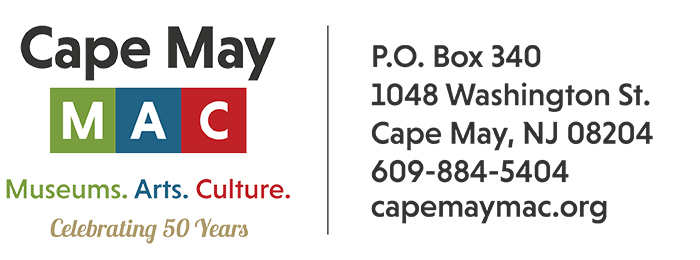 Cape May
MAC
Museums. Arts. Culture.
Celebrating 50 Years
P.O. Box 340
1048 Washington St.
Cape May, NJ 08204
609-884-5404
capemaymac.org